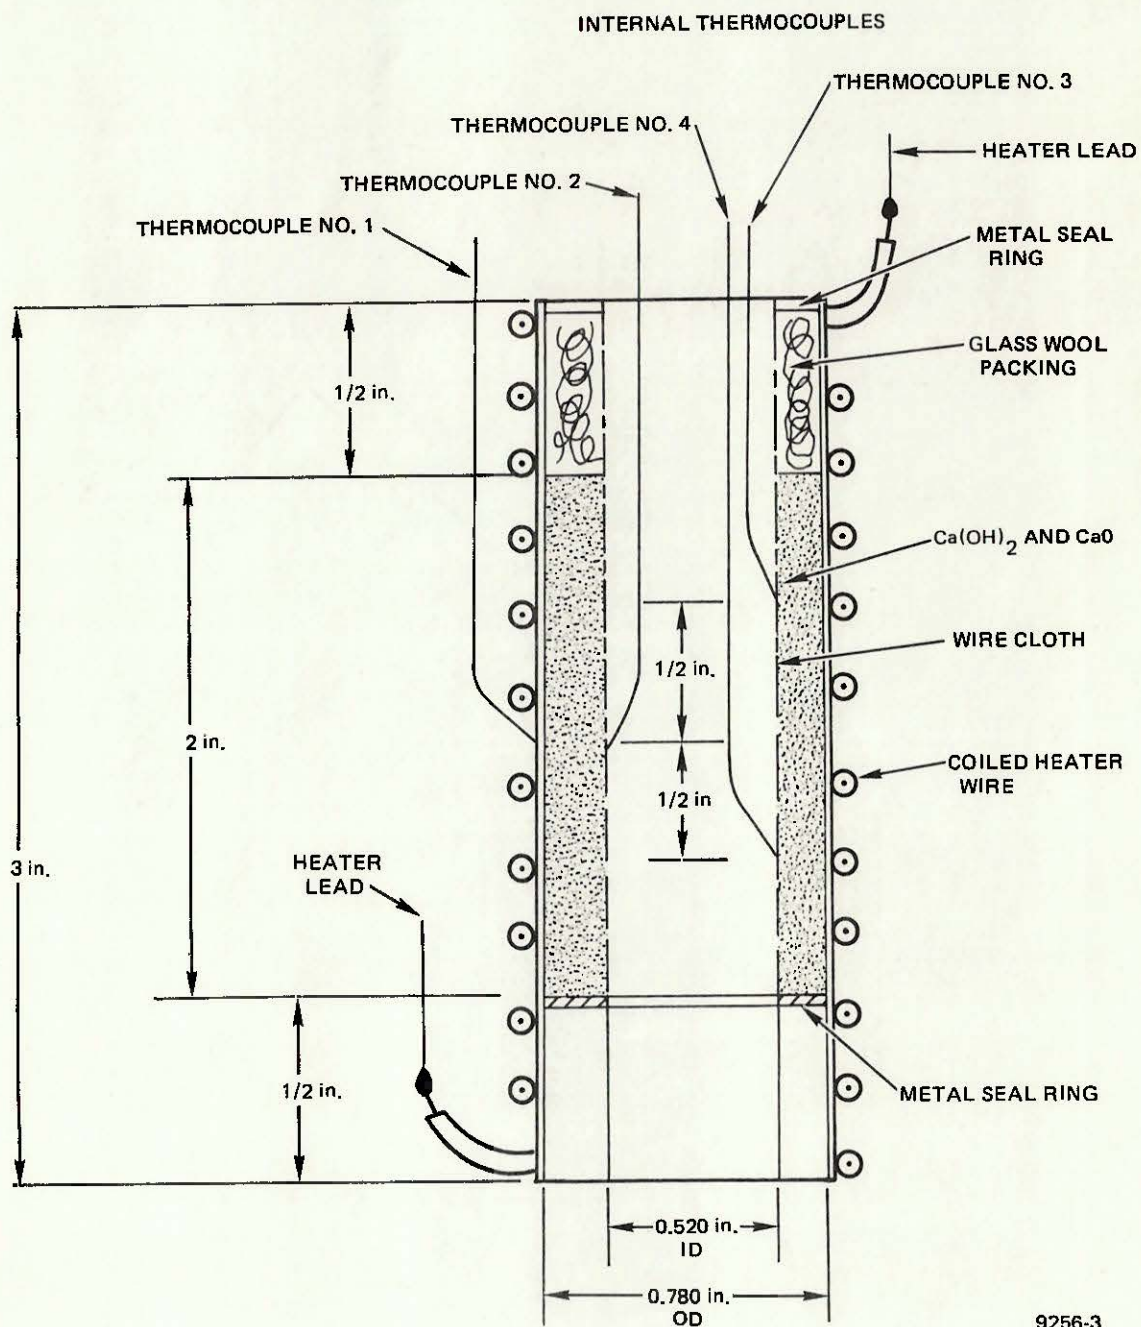 INTERNAL THERMOCOUPLES
THERMOCOUPLE NO. 3
THERMOCOUPLE NO. 4
HEATER LEAD
THERMOCOUPLE NO. 2
THERMOCOUPLE NO. 1
METAL SEAL
RING
GLASS WOOL
PACKING
1/2 in.
Ca(OH)2 AND CaO
WIRE CLOTH
1/2 in.
2 in.
COILED HEATER
WIRE
1/2 in
3 in.
HEATER
LEAD
1/2 in.
METAL SEAL RING
0.520 in.
ID
0.780 in.
OD
9256-3